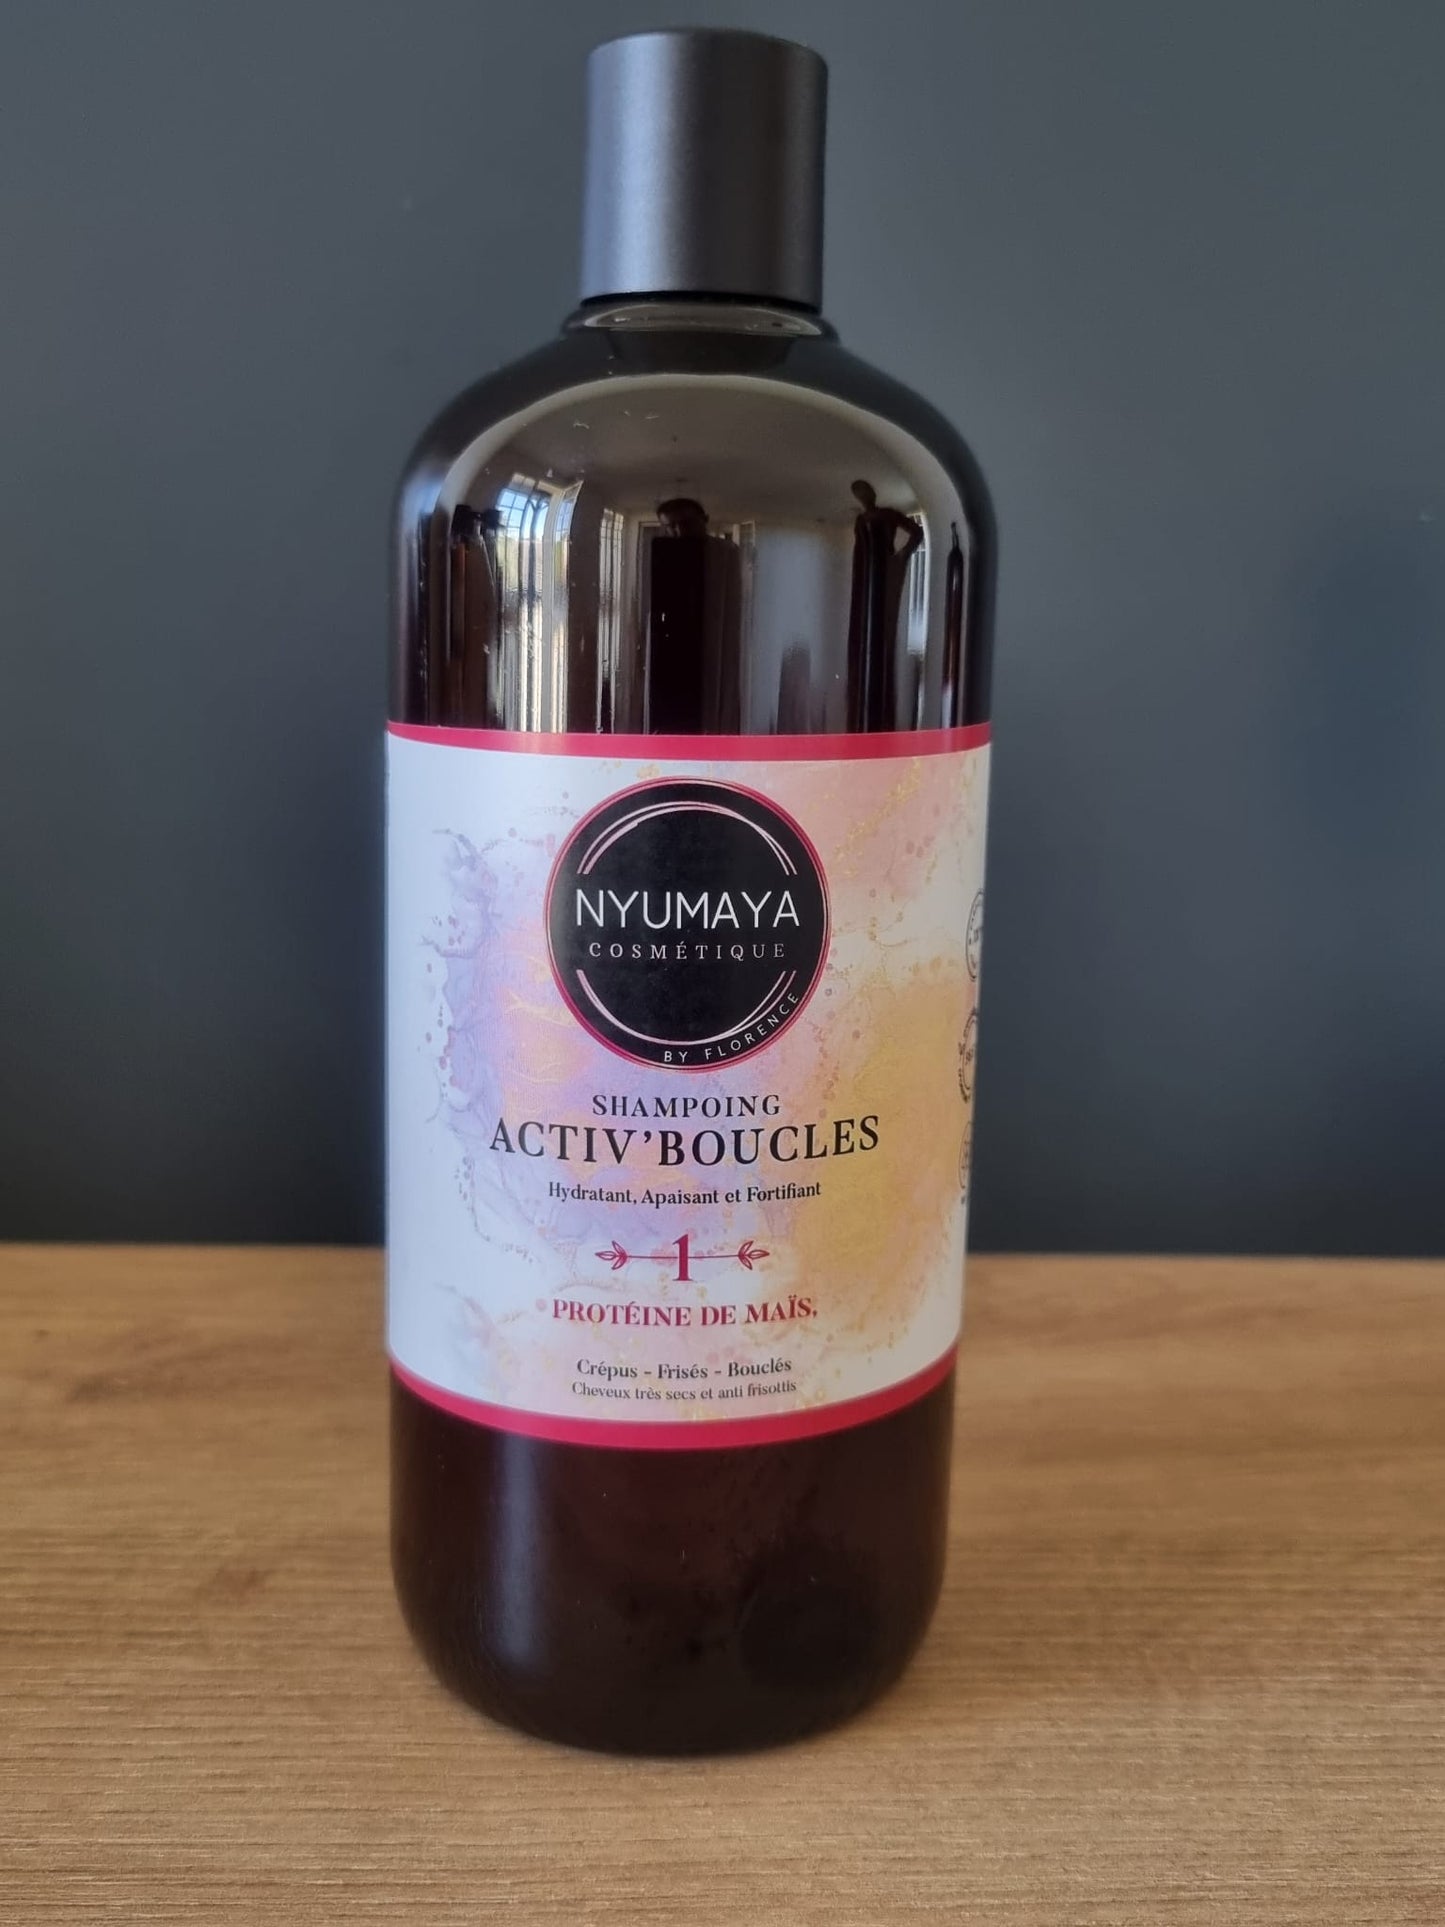 NYUMAYA
COSMÉTIQUE
BY FLORENCE
SHAMPOING
ACTIV'BOUCLES
Hydratant, Apaisant et Fortifiant
1
PROTÉINE DE MAÏS,
Crépus - Frisés - Bouclés
Cheveux très secs et anti frisottis